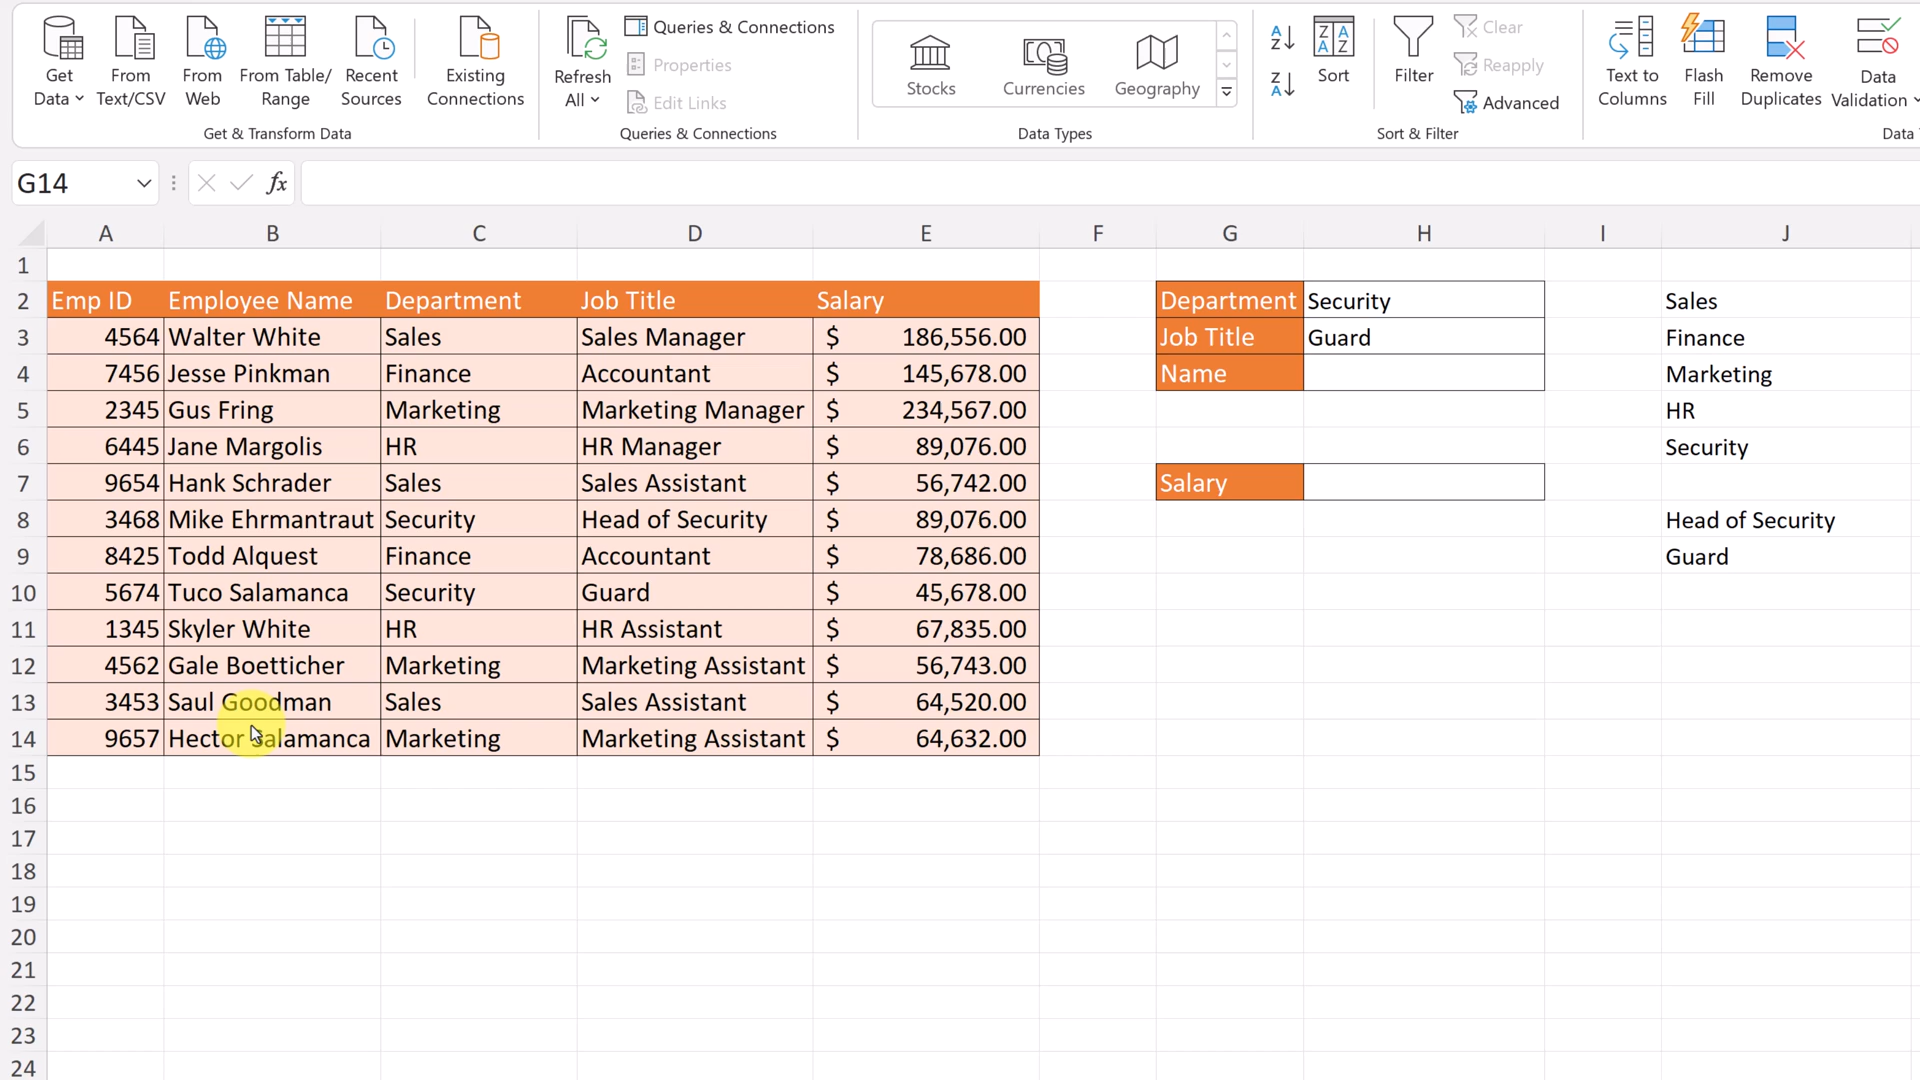 Get Data
From Text/CSV
From Web
From Table/ Range
Recent Sources
Existing Connections
Get & Transform Data
Refresh All
Queries & Connections
Properties
Edit Links
Queries & Connections
Stocks
Currencies
Geography
Data Types
Sort
Filter
Clear
Reapply
Advanced
Sort & Filter
Text to Columns
Flash Fill
Remove Duplicates
Data Validation
Data
G14
fx
A B C D E F G H I J
1
2 Emp ID Employee Name Department Job Title Salary Department Security Sales
3 4564 Walter White Sales Sales Manager $ 186,556.00 Job Title Guard Finance
4 7456 Jesse Pinkman Finance Accountant $ 145,678.00 Name Marketing
5 2345 Gus Fring Marketing Marketing Manager $ 234,567.00 HR
6 6445 Jane Margolis HR HR Manager $ 89,076.00 Security
7 9654 Hank Schrader Sales Sales Assistant $ 56,742.00 Salary
8 3468 Mike Ehrmantraut Security Head of Security $ 89,076.00 Head of Security
9 8425 Todd Alquest Finance Accountant $ 78,686.00 Guard
10 5674 Tuco Salamanca Security Guard $ 45,678.00
11 1345 Skyler White HR HR Assistant $ 67,835.00
12 4562 Gale Boetticher Marketing Marketing Assistant $ 56,743.00
13 3453 Saul Goodman Sales Sales Assistant $ 64,520.00
14 9657 Hector Salamanca Marketing Marketing Assistant $ 64,632.00
15
16
17
18
19
20
21
22
23
24